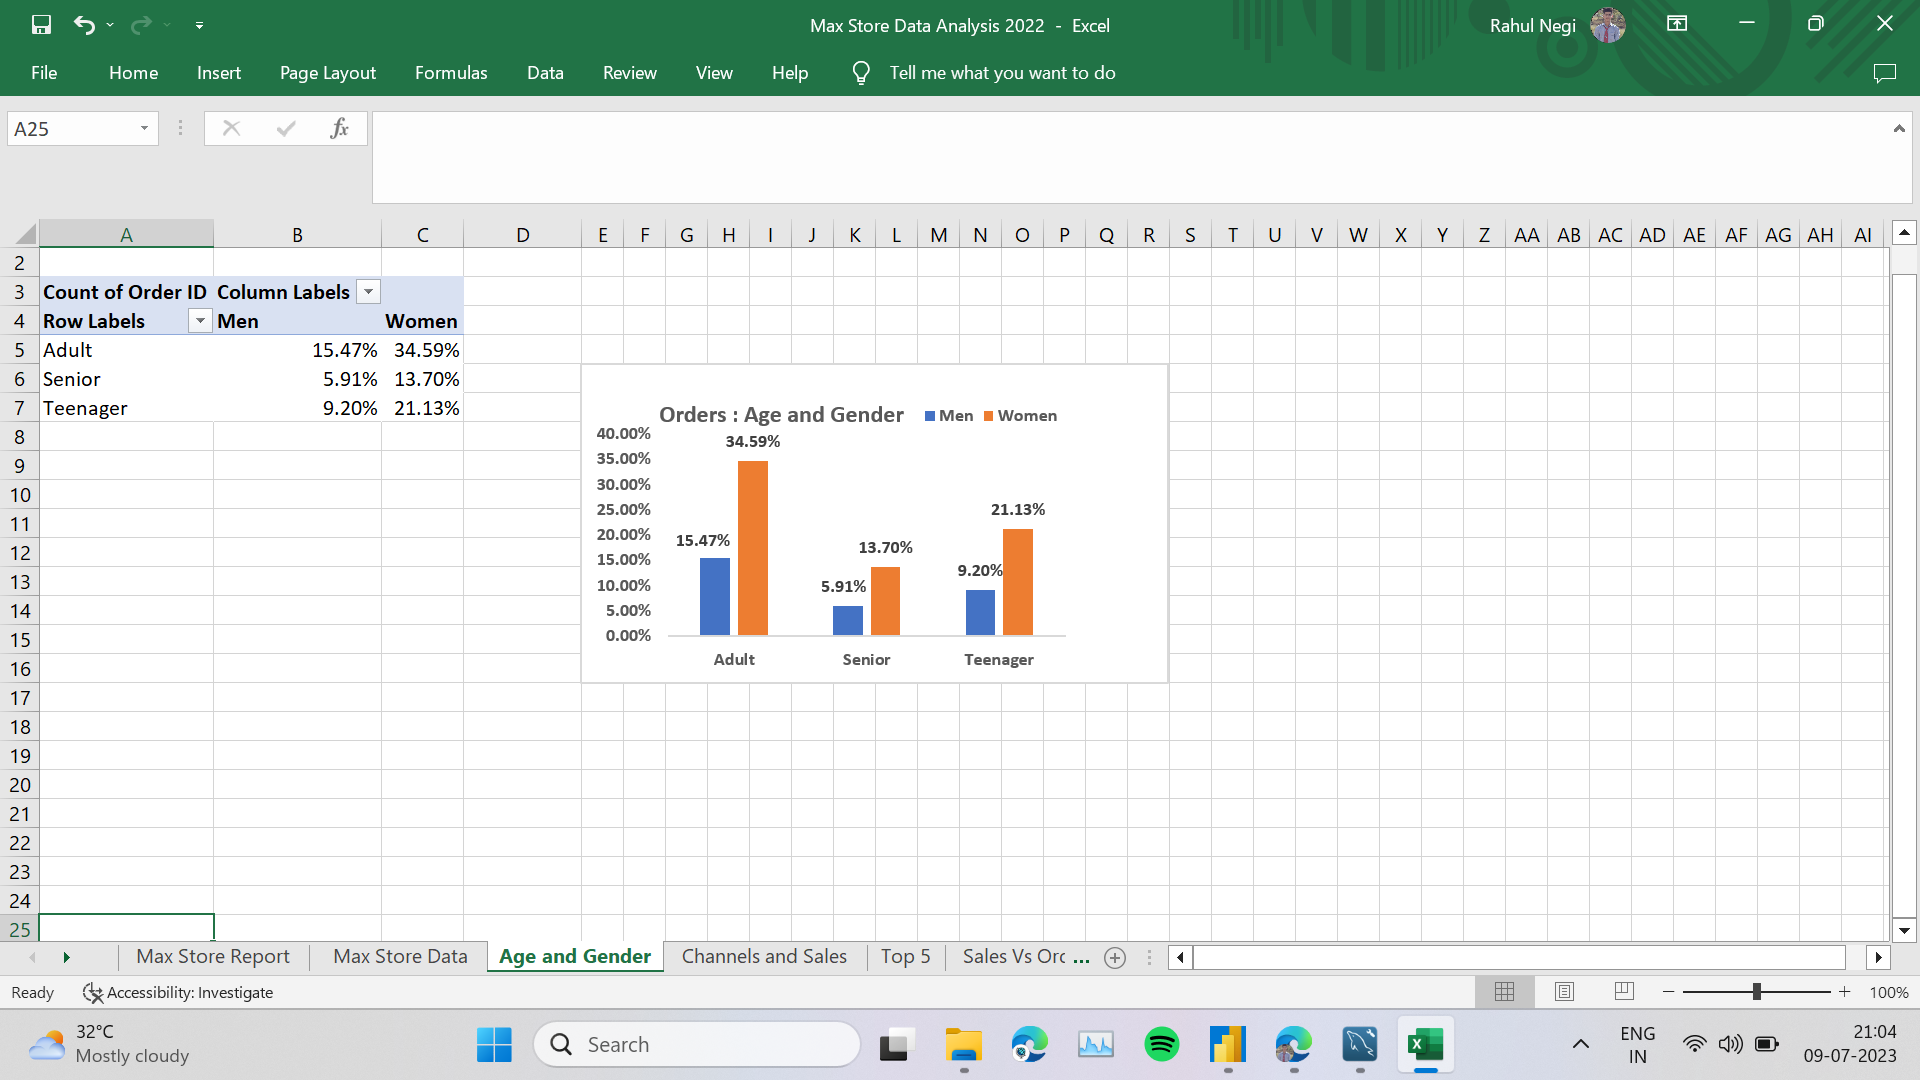 Max Store Data Analysis 2022 - Excel
Rahul Negi
File Home Insert Page Layout Formulas Data Review View Help Tell me what you want to do
A25
fx
A B C D E F G H I J K L M N O P Q R S T U V W X Y Z AA AB AC AD AE AF AG AH AI
2
3 Count of Order ID Column Labels
4 Row Labels Men Women
5 Adult 15.47% 34.59%
6 Senior 5.91% 13.70%
7 Teenager 9.20% 21.13%
8
9
10
11
12
13
14
15
16
17
18
19
20
21
22
23
24
25
Orders : Age and Gender Men Women
40.00%
35.00%
30.00%
25.00%
20.00%
15.00%
10.00%
5.00%
0.00%
34.59%
15.47%
13.70%
5.91%
21.13%
9.20%
Adult Senior Teenager
Max Store Report Max Store Data Age and Gender Channels and Sales Top 5 Sales Vs Orc ...
Ready Accessibility: Investigate 100%
32°C
Mostly cloudy
Search
ENG
IN
21:04
09-07-2023